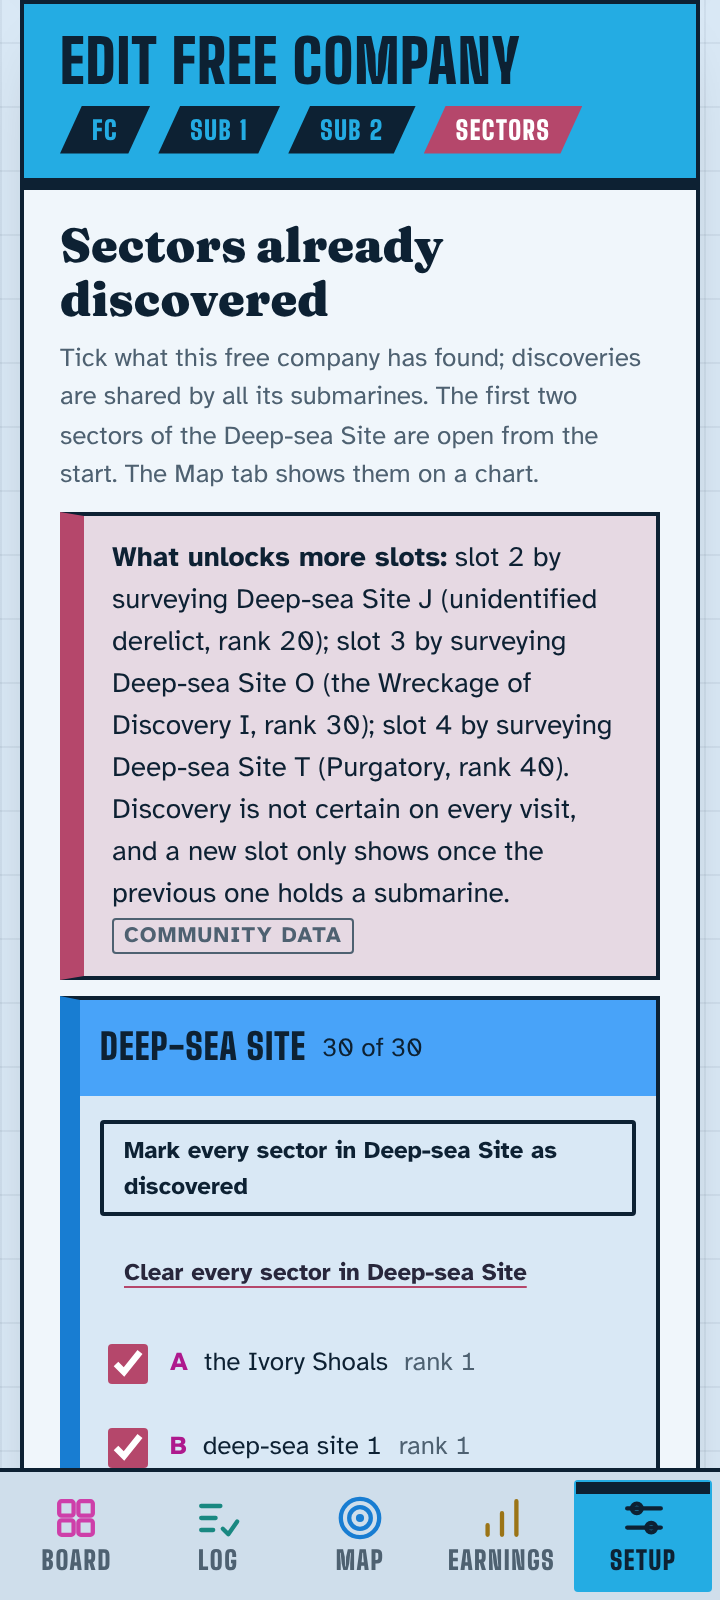 EDIT FREE COMPANY
FC SUB 1 SUB 2 SECTORS
Sectors already
discovered
Tick what this free company has found; discoveries
are shared by all its submarines. The first two
sectors of the Deep-sea Site are open from the
start. The Map tab shows them on a chart.
What unlocks more slots: slot 2 by
surveying Deep-sea Site J (unidentified
derelict, rank 20); slot 3 by surveying
Deep-sea Site O (the Wreckage of
Discovery I, rank 30); slot 4 by surveying
Deep-sea Site T (Purgatory, rank 40).
Discovery is not certain on every visit,
and a new slot only shows once the
previous one holds a submarine.
COMMUNITY DATA
DEEP-SEA SITE 30 of 30
Mark every sector in Deep-sea Site as
discovered
Clear every sector in Deep-sea Site
A the Ivory Shoals rank 1
B deep-sea site 1 rank 1
BOARD LOG MAP EARNINGS SETUP